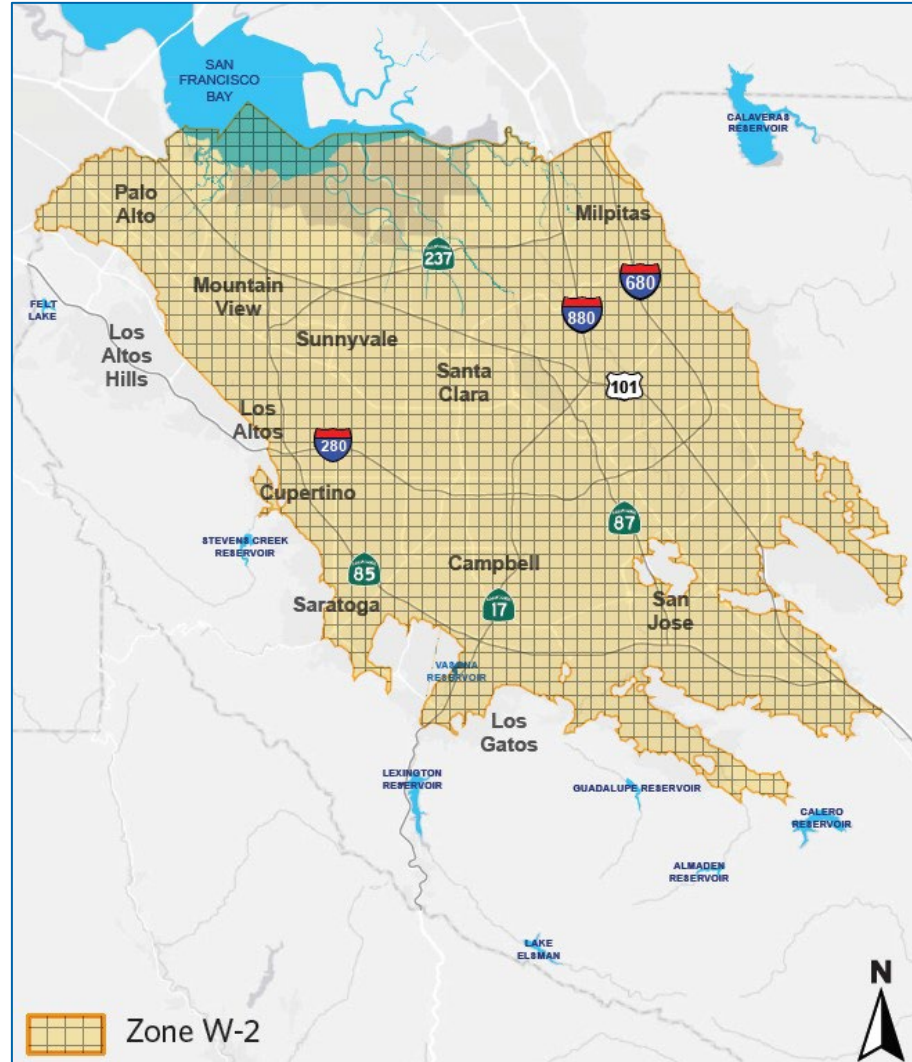 SAN
FRANCISCO
BAY
CALAVERAS
RESERVOIR
Palo
Alto
Milpitas
237
680
Mountain
View
FELT
LAKE
880
Los
Altos
Hills
Sunnyvale
Santa
Clara
101
Los
Altos
280
Cupertino
87
STEVENS CREEK
RESERVOIR
Campbell
85
Saratoga
17
San
Jose
VASONA
RESERVOIR
Los
Gatos
LEXINGTON
RESERVOIR
GUADALUPE RESERVOIR
CALERO
RESERVOIR
ALMADEN
RESERVOIR
LAKE
ELSMAN
N
Zone W-2